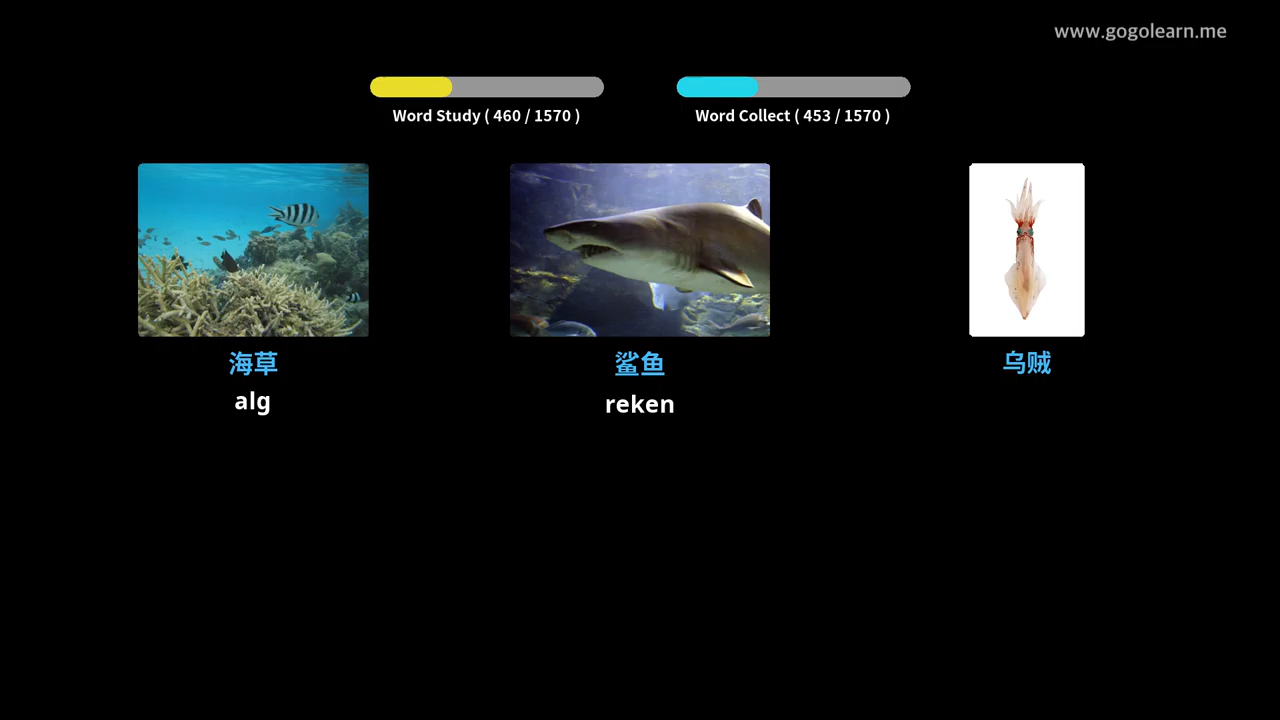 www.gogolearn.me
Word Study ( 460 / 1570 )
Word Collect ( 453 / 1570 )
海草
alg
鲨鱼
reken
乌贼